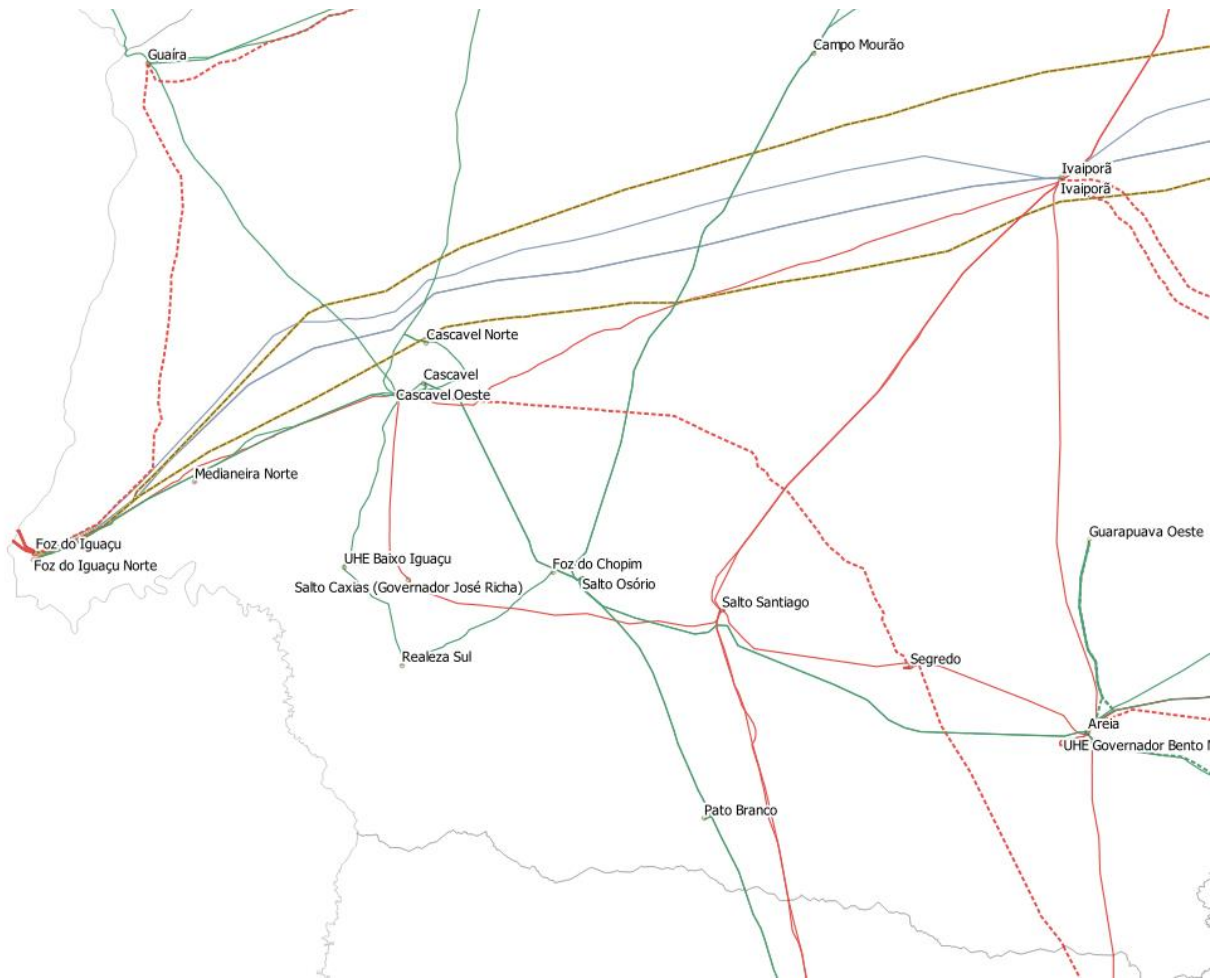 Guaíra
Campo Mourão
Ivaiporã
Ivaiporã
Cascavel Norte
Cascavel
Cascavel Oeste
Medianeira Norte
Foz do Iguaçu
Foz do Iguaçu Norte
UHE Baixo Iguaçu
Foz do Chopim
Salto Caxias (Governador José Richa)
Salto Osório
Guarapuava Oeste
Salto Santiago
Realeza Sul
Segredo
Areia
UHE Governador Bento
Pato Branco